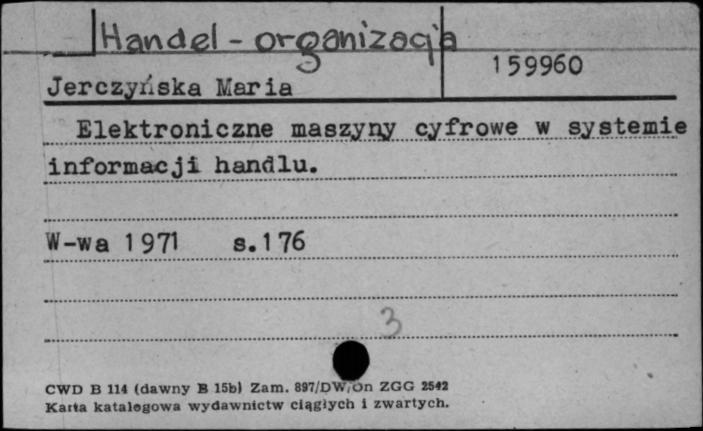 Handel - organizacja
159960
Jerczyńska Maria
Elektroniczne maszyny cyfrowe w systemie
informacji handlu.
W-wa 1971 s.176
3
CWD B 114 (dawny B 15b) Zam. 897/DW/On ZGG 2542
Karta katalogowa wydawnictw ciągłych i zwartych.